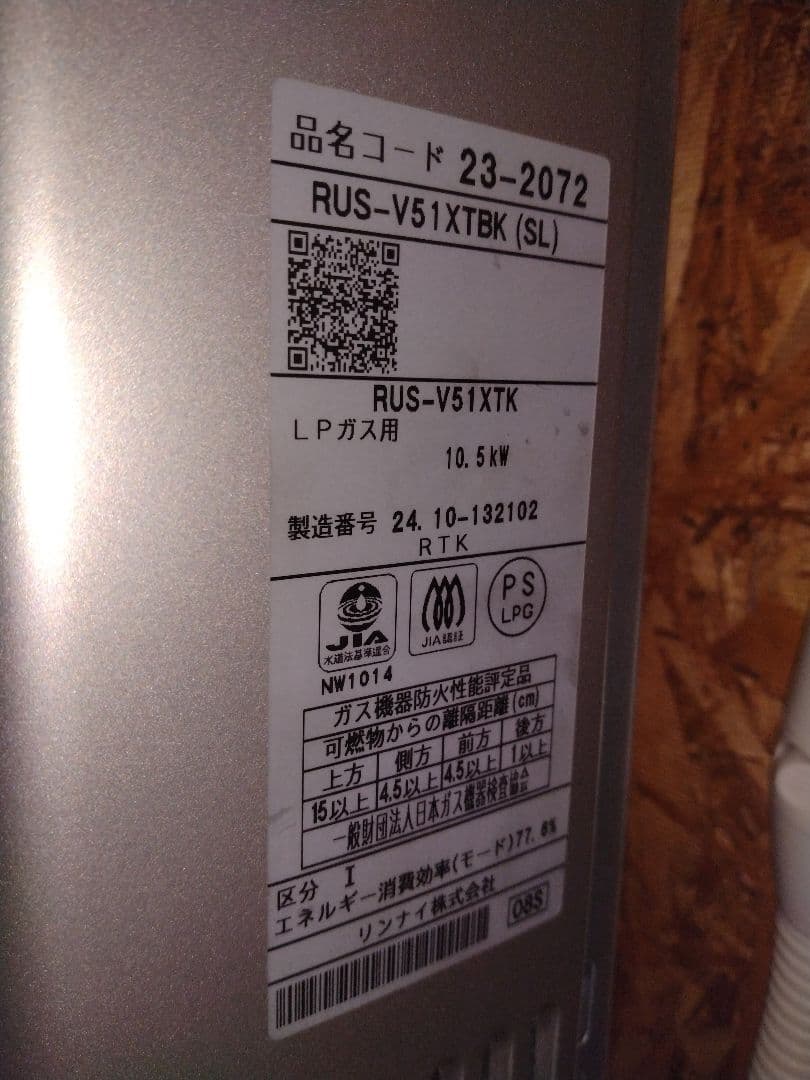 品名コード 23-2072
RUS-V51XTBK (SL)
RUS-V51XTK
LPガス用
10.5kW
製造番号 24.10-132102
RTK
JIA
水道法基準適合
NW1014
JIA認証
PS
LPG
ガス機器防火性能評定品
可燃物からの離隔距離(cm)
上方 側方 前方 後方
15以上 4.5以上 4.5以上 1以上
一般財団法人日本ガス機器検査協会
区分 I
エネルギー消費効率(モード)77.8%
リンナイ株式会社
08S